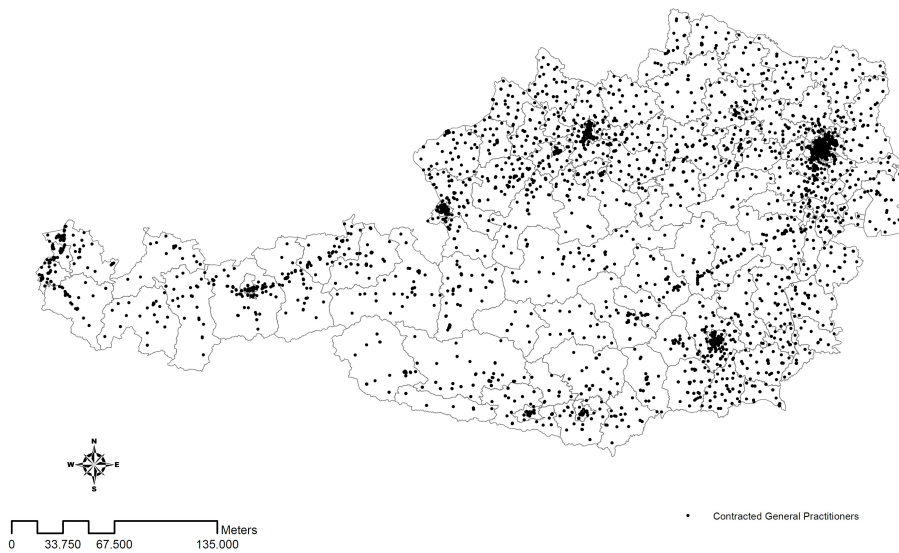 N
W E
S
Meters
0 33.750 67.500 135.000
Contracted General Practitioners